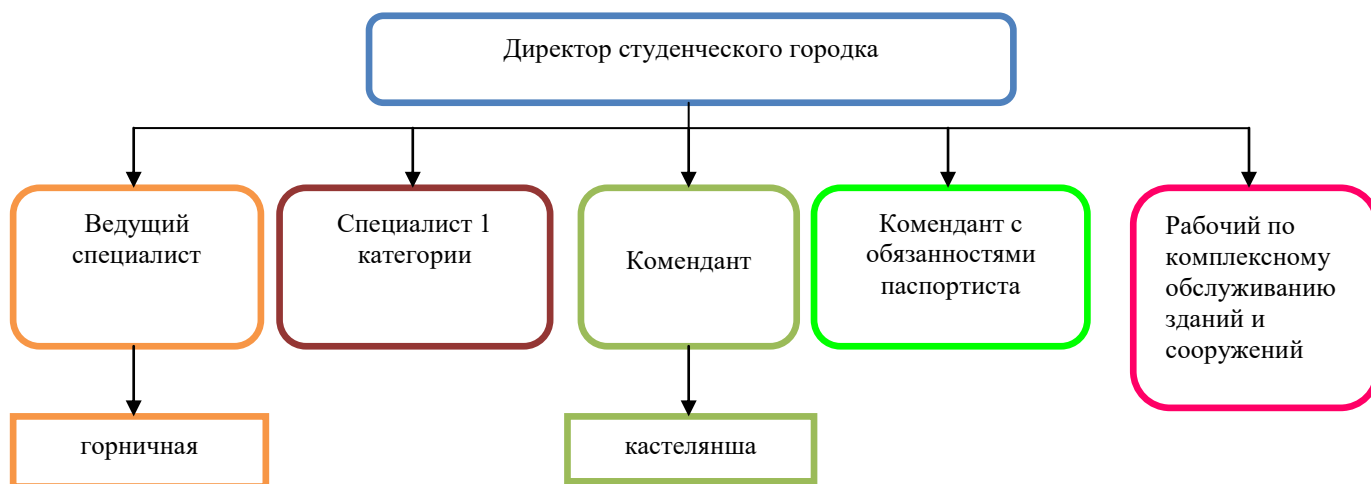 Директор студенческого городка
Ведущий
специалист
Специалист 1
категории
Комендант
Комендант с
обязанностями
паспортиста
Рабочий по
комплексному
обслуживанию
зданий и
сооружений
горничная
кастелянша